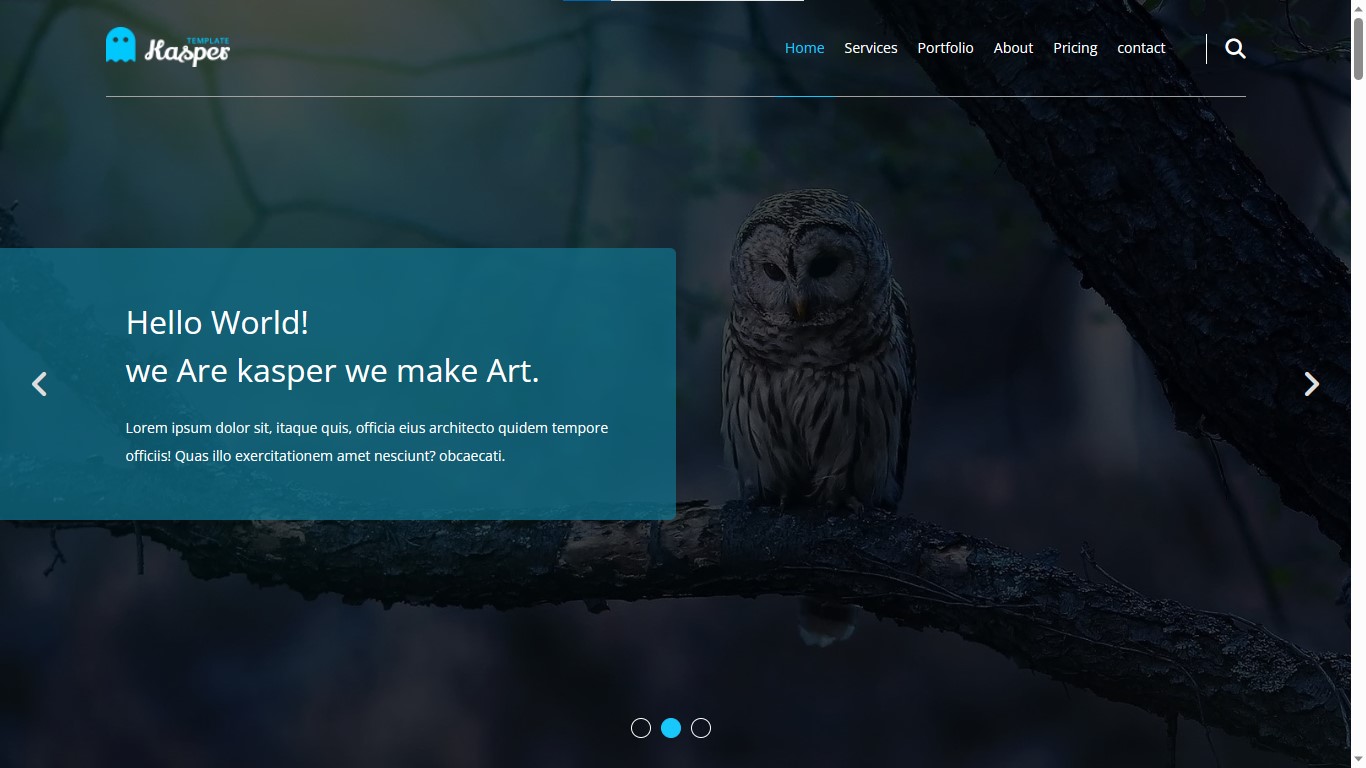 TEMPLATE
Kasper
Home Services Portfolio About Pricing contact
Hello World!
we Are kasper we make Art.
Lorem ipsum dolor sit, itaque quis, officia eius architecto quidem tempore
officiis! Quas illo exercitationem amet nesciunt? obcaecati.